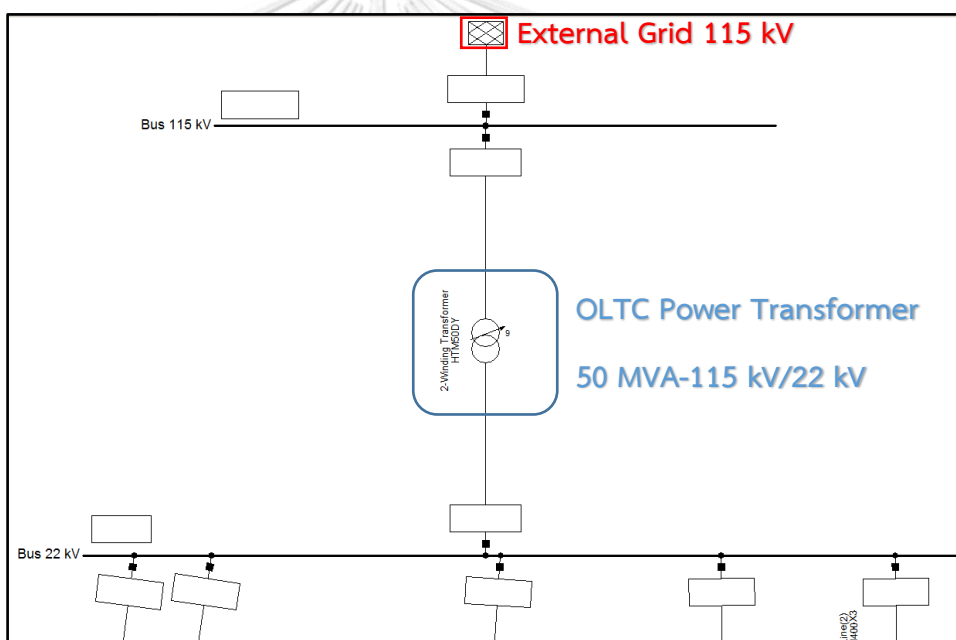 External Grid 115 kV
Bus 115 kV
2-Winding Transformer
HTM50DY
9
OLTC Power Transformer
50 MVA-115 kV/22 kV
Bus 22 kV